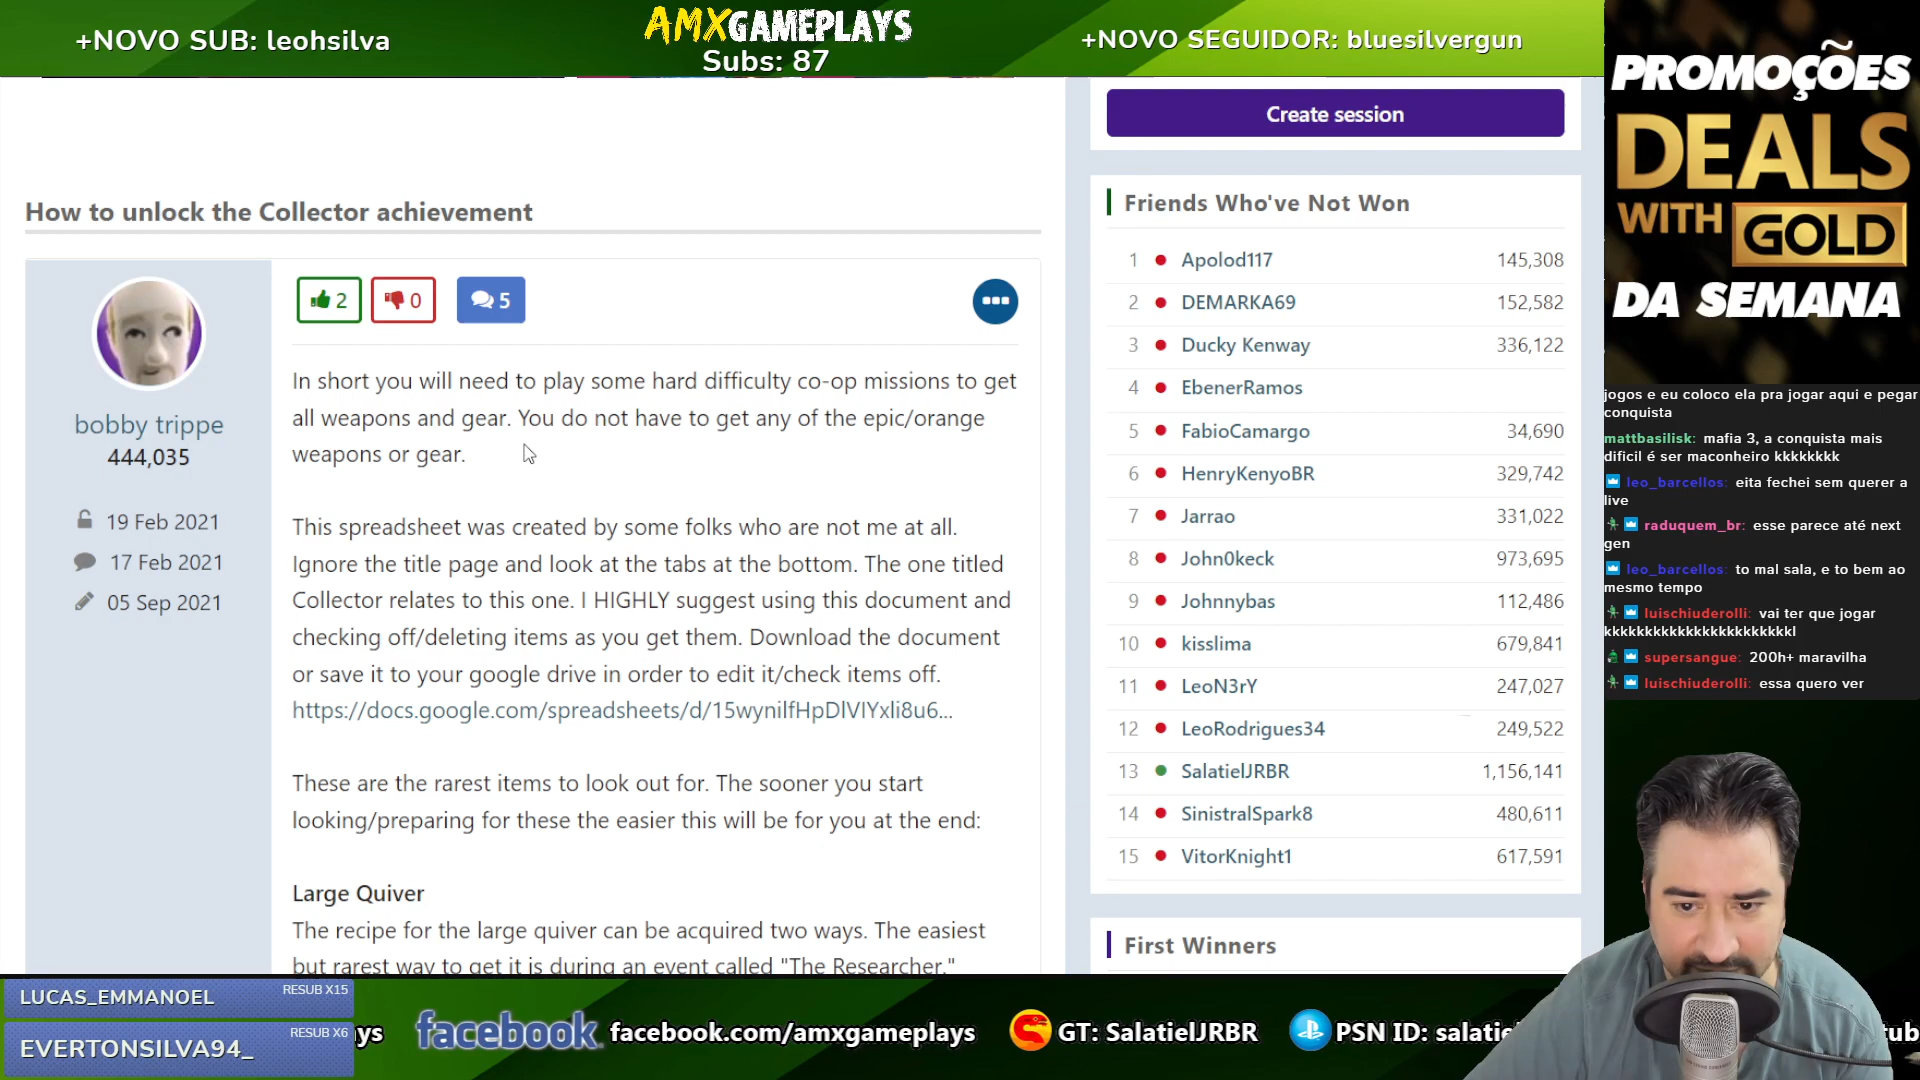 +NOVO SUB: leohsilva
AMXGAMEPLAYS
Subs: 87
+NOVO SEGUIDOR: bluesilvergun
How to unlock the Collector achievement
2
0
5
bobby trippe
444,035
19 Feb 2021
17 Feb 2021
05 Sep 2021
In short you will need to play some hard difficulty co-op missions to get
all weapons and gear. You do not have to get any of the epic/orange
weapons or gear.
This spreadsheet was created by some folks who are not me at all.
Ignore the title page and look at the tabs at the bottom. The one titled
Collector relates to this one. I HIGHLY suggest using this document and
checking off/deleting items as you get them. Download the document
or save it to your google drive in order to edit it/check items off.
https://docs.google.com/spreadsheets/d/15wynilfHpDlVIYxli8u6...
These are the rarest items to look out for. The sooner you start
looking/preparing for these the easier this will be for you at the end:
Large Quiver
The recipe for the large quiver can be acquired two ways. The easiest
but rarest way to get it is during an event called "The Researcher."
Create session
Friends Who've Not Won
1 Apolod117 145,308
2 DEMARKA69 152,582
3 Ducky Kenway 336,122
4 EbenerRamos
5 FabioCamargo 34,690
6 HenryKenyoBR 329,742
7 Jarrao 331,022
8 John0keck 973,695
9 Johnnybas 112,486
10 kisslima 679,841
11 LeoN3rY 247,027
12 LeoRodrigues34 249,522
13 SalatielJRBR 1,156,141
14 SinistralSpark8 480,611
15 VitorKnight1 617,591
First Winners
PROMOÇÕES
DEALS
WITH GOLD
DA SEMANA
jogos e eu coloco ela pra jogar aqui e pegar
conquista
mattbasilisk: mafia 3, a conquista mais
dificil é ser maconheiro kkkkkkkk
leo_barcellos: eita fechei sem querer a
live
raduquem_br: esse parece até next
gen
leo_barcellos: to mal sala, e to bem ao
mesmo tempo
luischiuderolli: vai ter que jogar
kkkkkkkkkkkkkkkkkkkkkkkl
supersangue: 200h+ maravilha
luischiuderolli: essa quero ver
LUCAS_EMMANOEL RESUB X15
EVERTONSILVA94_ RESUB X6
ys facebook. facebook.com/amxgameplays GT: SalatielJRBR PSN ID: salatie tub